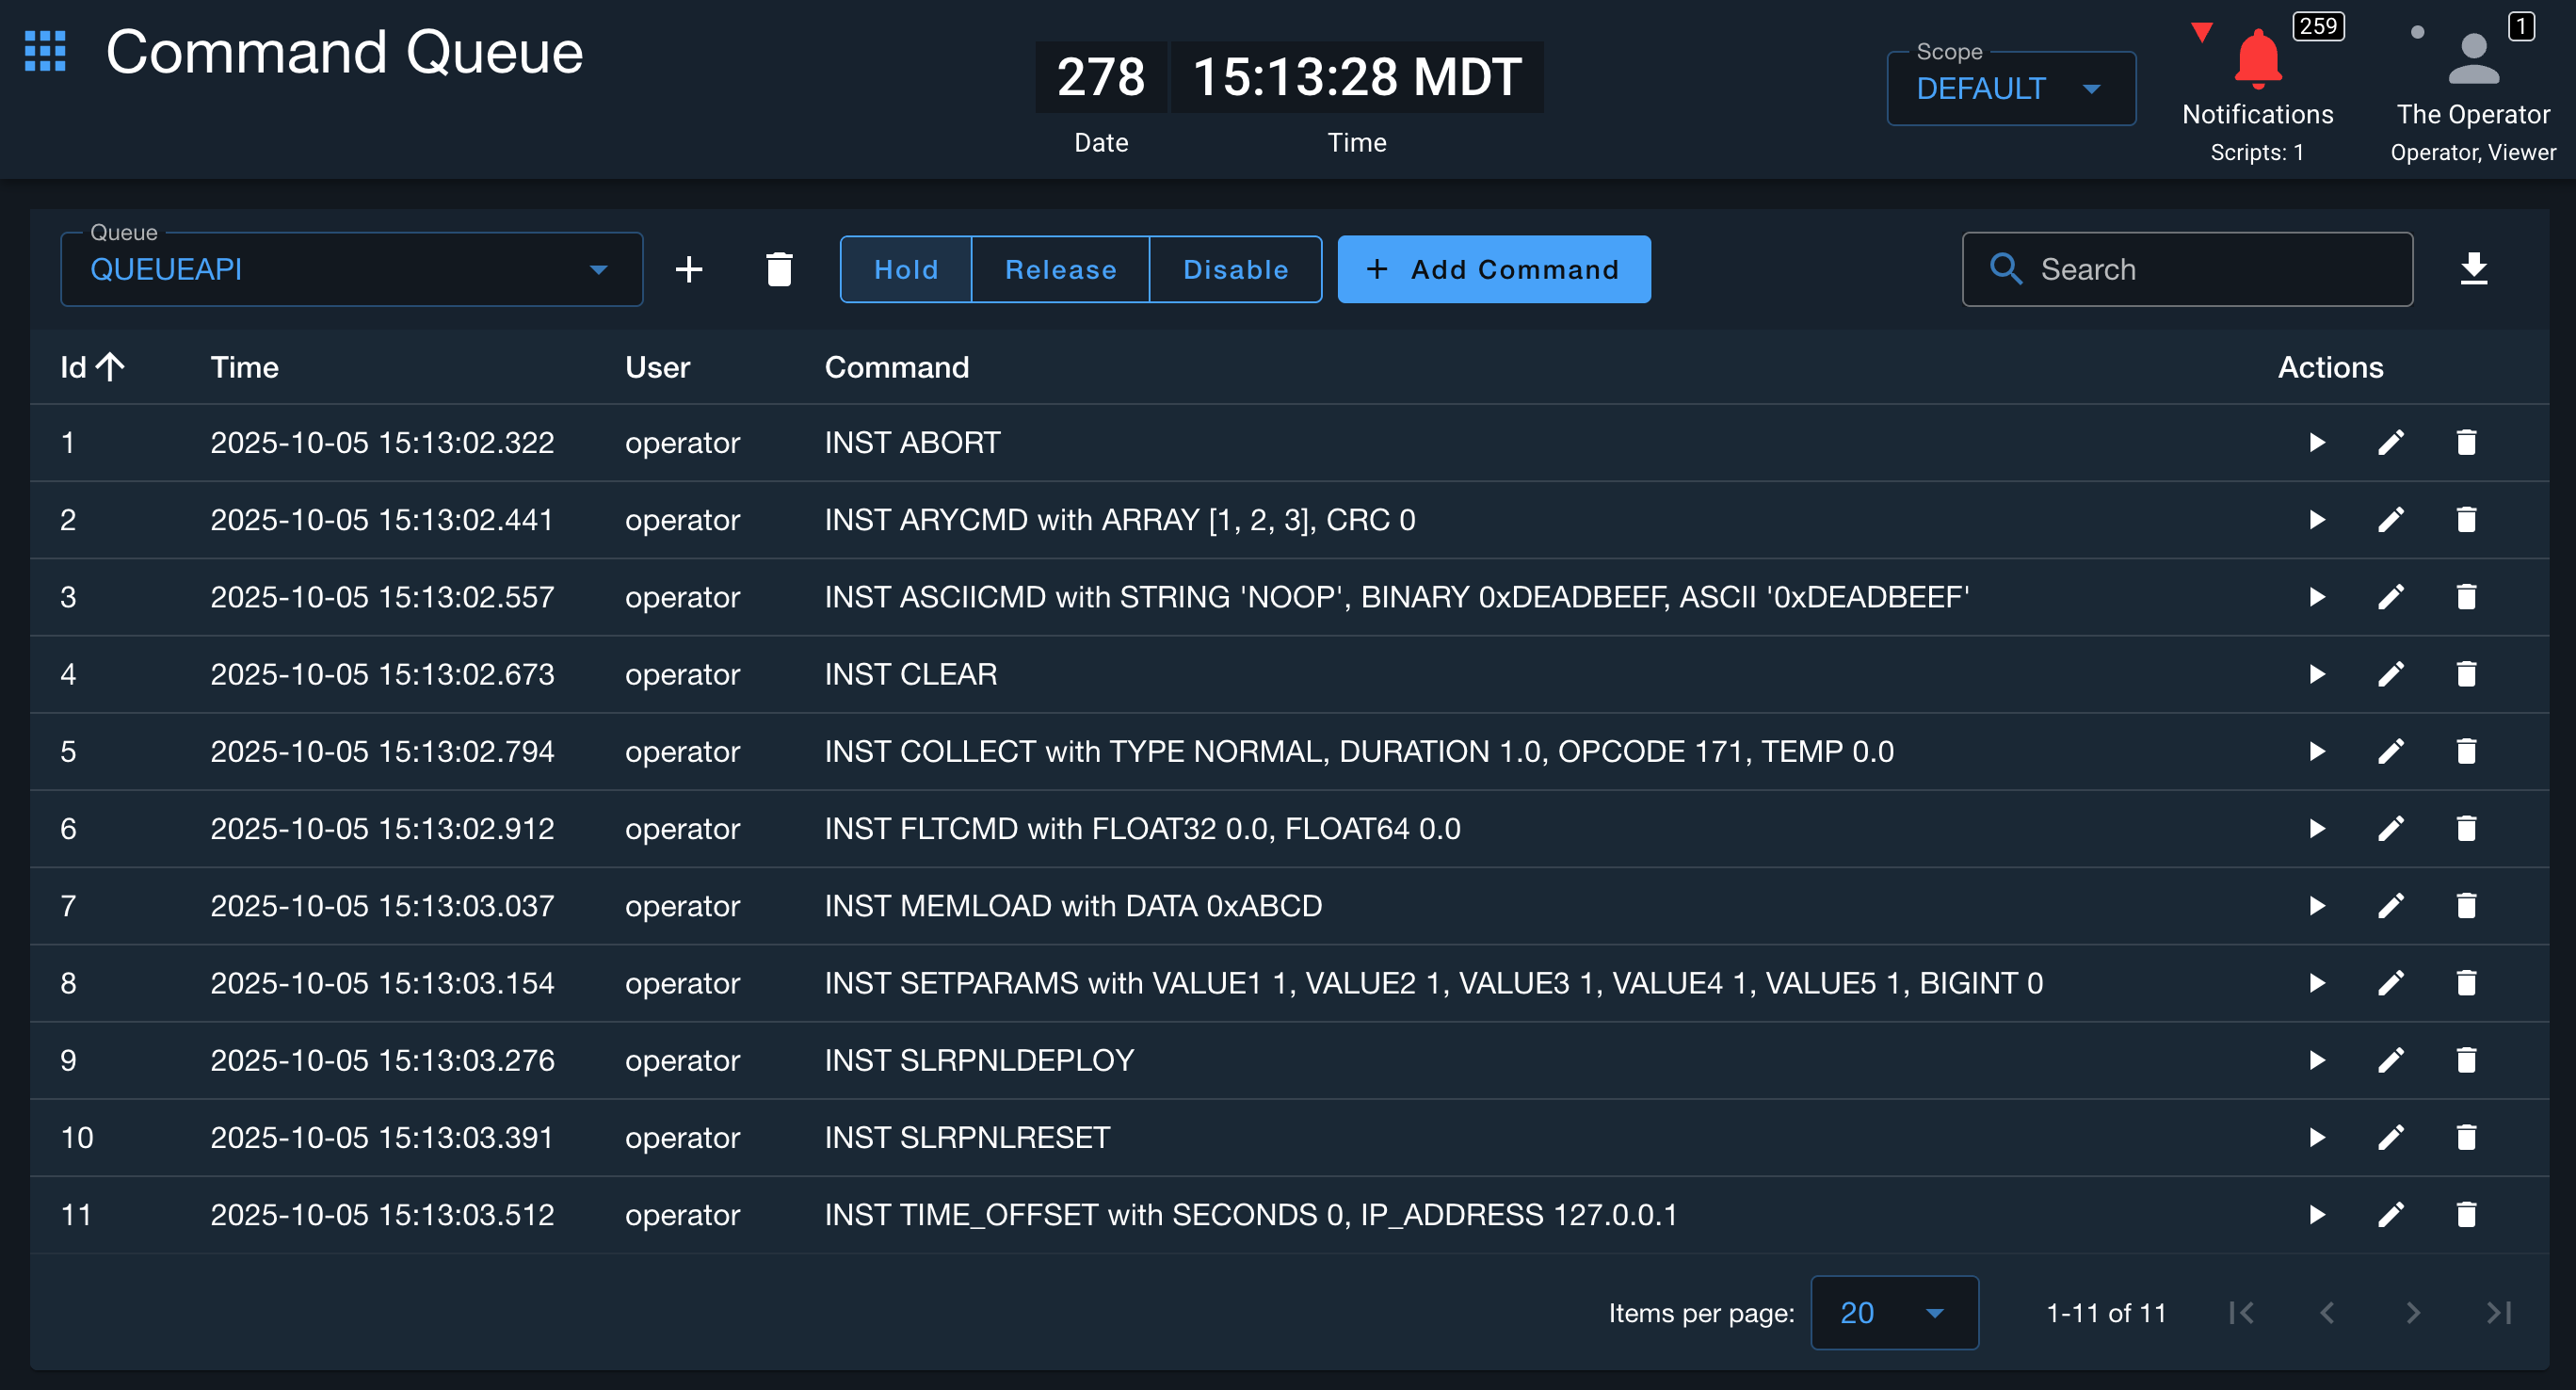 Command Queue
278 15:13:28 MDT
Date Time
Scope
DEFAULT
259
Notifications
Scripts: 1
1
The Operator
Operator, Viewer
Queue
QUEUEAPI
Hold Release Disable + Add Command
Search
Id Time User Command Actions
1 2025-10-05 15:13:02.322 operator INST ABORT
2 2025-10-05 15:13:02.441 operator INST ARYCMD with ARRAY [1, 2, 3], CRC 0
3 2025-10-05 15:13:02.557 operator INST ASCIICMD with STRING 'NOOP', BINARY 0xDEADBEEF, ASCII '0xDEADBEEF'
4 2025-10-05 15:13:02.673 operator INST CLEAR
5 2025-10-05 15:13:02.794 operator INST COLLECT with TYPE NORMAL, DURATION 1.0, OPCODE 171, TEMP 0.0
6 2025-10-05 15:13:02.912 operator INST FLTCMD with FLOAT32 0.0, FLOAT64 0.0
7 2025-10-05 15:13:03.037 operator INST MEMLOAD with DATA 0xABCD
8 2025-10-05 15:13:03.154 operator INST SETPARAMS with VALUE1 1, VALUE2 1, VALUE3 1, VALUE4 1, VALUE5 1, BIGINT 0
9 2025-10-05 15:13:03.276 operator INST SLRPNLDEPLOY
10 2025-10-05 15:13:03.391 operator INST SLRPNLRESET
11 2025-10-05 15:13:03.512 operator INST TIME_OFFSET with SECONDS 0, IP_ADDRESS 127.0.0.1
Items per page: 20 1-11 of 11